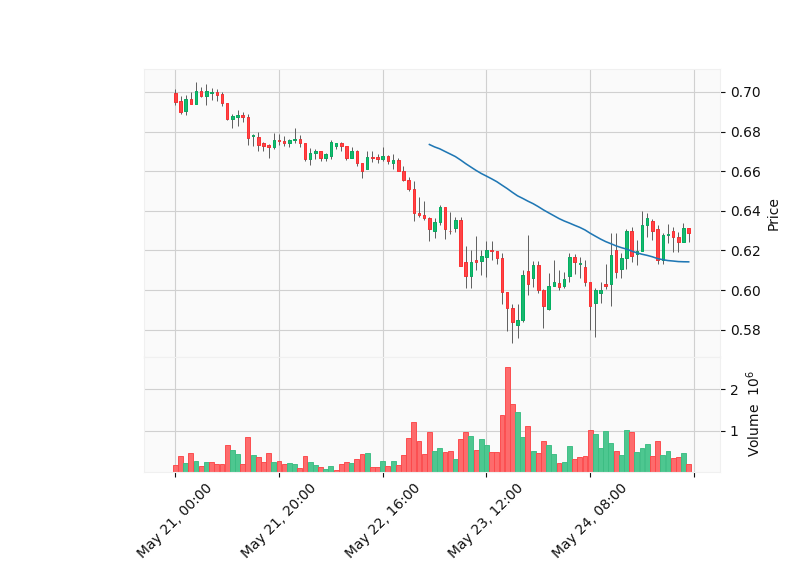 0.70
0.68
0.66
0.64
0.62
0.60
0.58
Price
2
1
Volume 10^6
May 21, 00:00
May 21, 20:00
May 22, 16:00
May 23, 12:00
May 24, 08:00